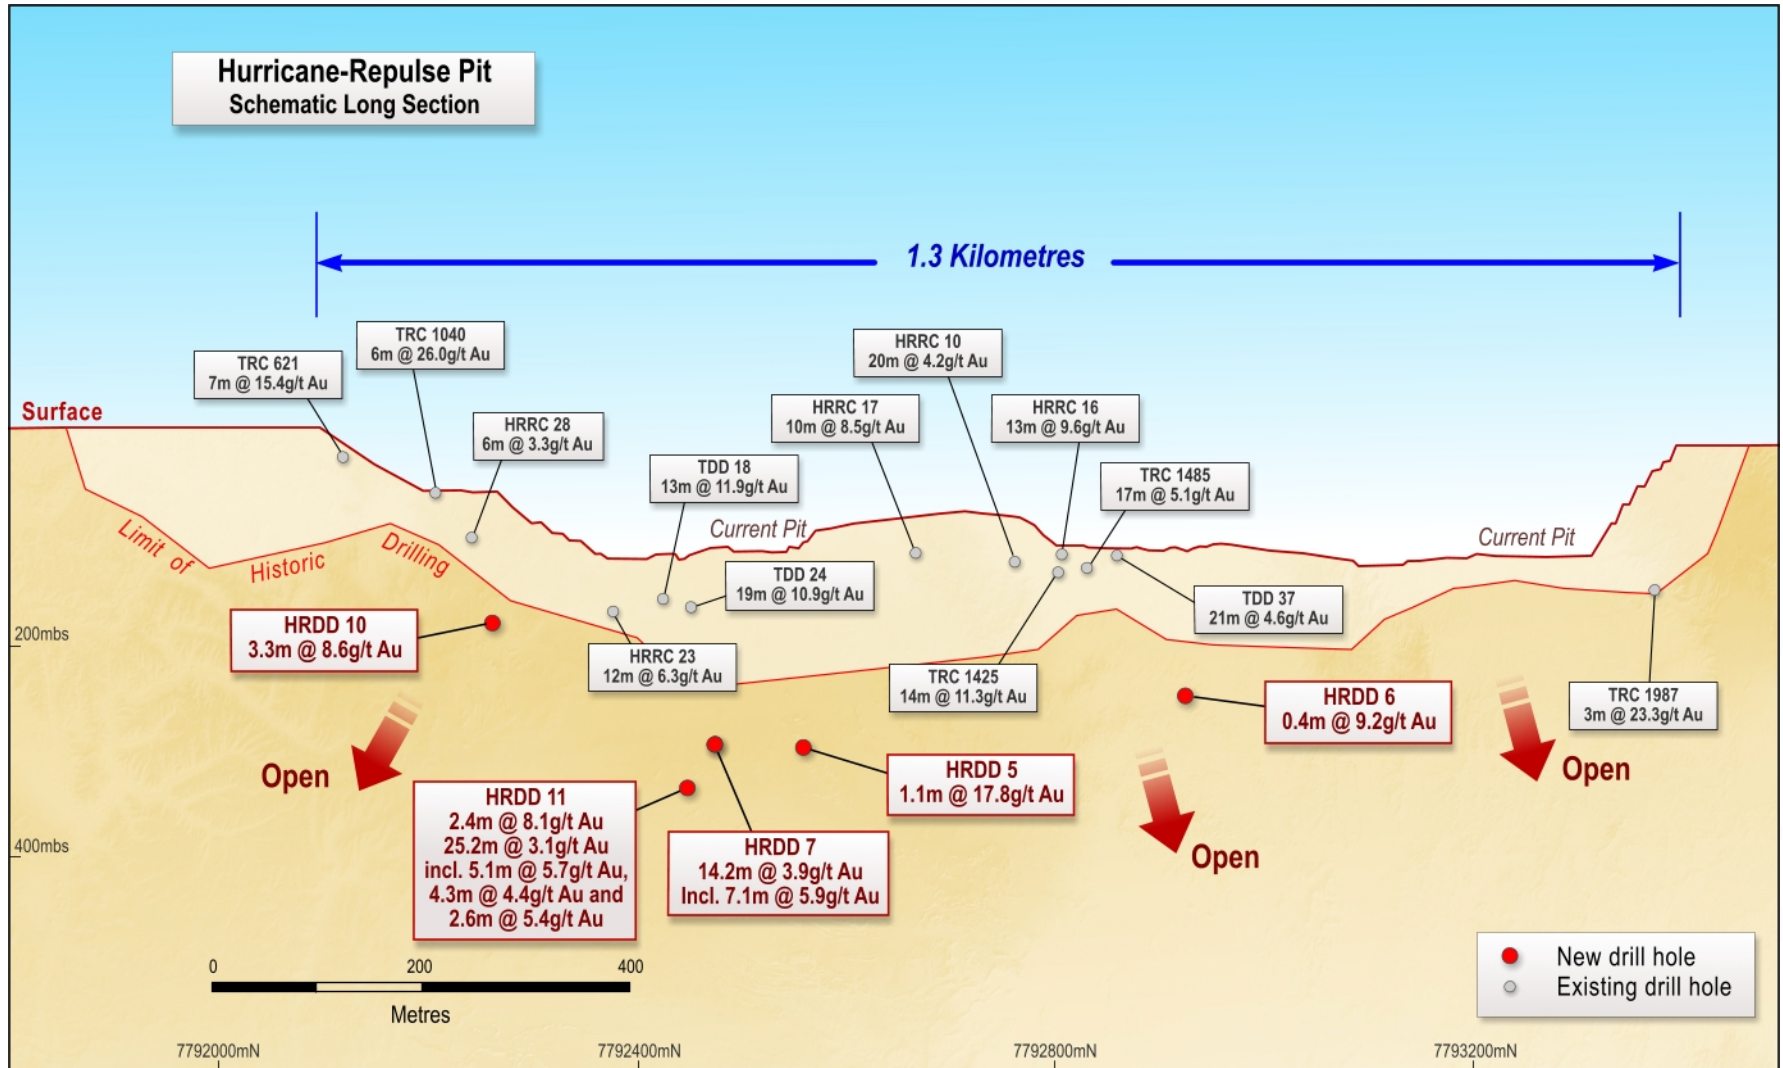 Hurricane-Repulse Pit
Schematic Long Section
1.3 Kilometres
TRC 1040
6m @ 26.0g/t Au
TRC 621
7m @ 15.4g/t Au
HRRC 10
20m @ 4.2g/t Au
Surface
HRRC 28
6m @ 3.3g/t Au
HRRC 17
10m @ 8.5g/t Au
HRRC 16
13m @ 9.6g/t Au
TDD 18
13m @ 11.9g/t Au
TRC 1485
17m @ 5.1g/t Au
Current Pit
Current Pit
Limit of
Historic
Drilling
TDD 24
19m @ 10.9g/t Au
TDD 37
21m @ 4.6g/t Au
200mbs
HRDD 10
3.3m @ 8.6g/t Au
HRRC 23
12m @ 6.3g/t Au
TRC 1425
14m @ 11.3g/t Au
HRDD 6
0.4m @ 9.2g/t Au
TRC 1987
3m @ 23.3g/t Au
Open
Open
Open
HRDD 5
1.1m @ 17.8g/t Au
HRDD 11
2.4m @ 8.1g/t Au
25.2m @ 3.1g/t Au
incl. 5.1m @ 5.7g/t Au,
4.3m @ 4.4g/t Au and
2.6m @ 5.4g/t Au
HRDD 7
14.2m @ 3.9g/t Au
Incl. 7.1m @ 5.9g/t Au
400mbs
0 200 400
Metres
New drill hole
Existing drill hole
7792000mN 7792400mN 7792800mN 7793200mN